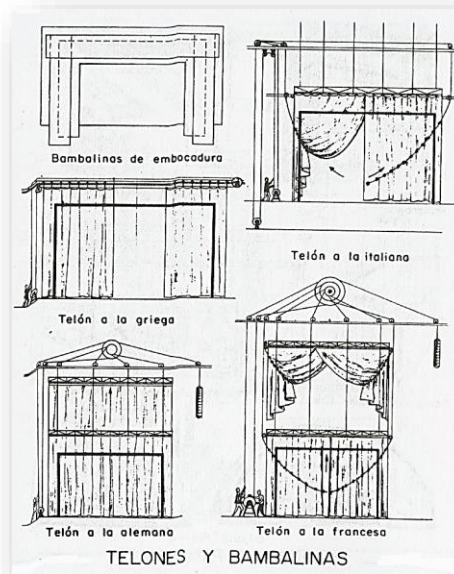 Bambalinas de embocadura
Telón a la italiana
Telón a la griega
Telón a la alemana
Telón a la francesa
TELONES Y BAMBALINAS